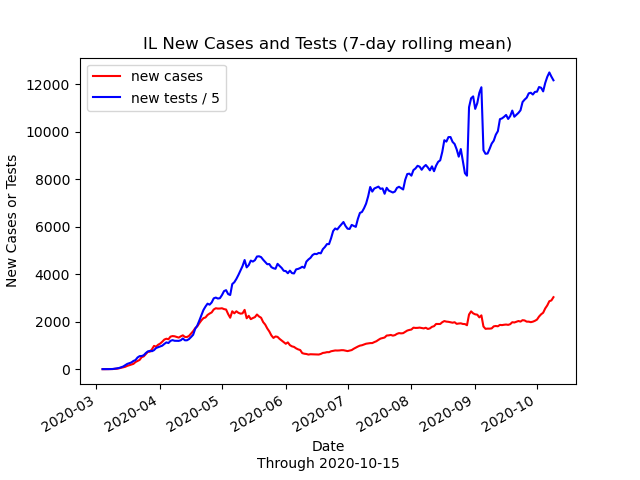 IL New Cases and Tests (7-day rolling mean)
new cases
new tests / 5
New Cases or Tests
12000
10000
8000
6000
4000
2000
0
2020-03
2020-04
2020-05
2020-06
2020-07
2020-08
2020-09
2020-10
Date
Through 2020-10-15